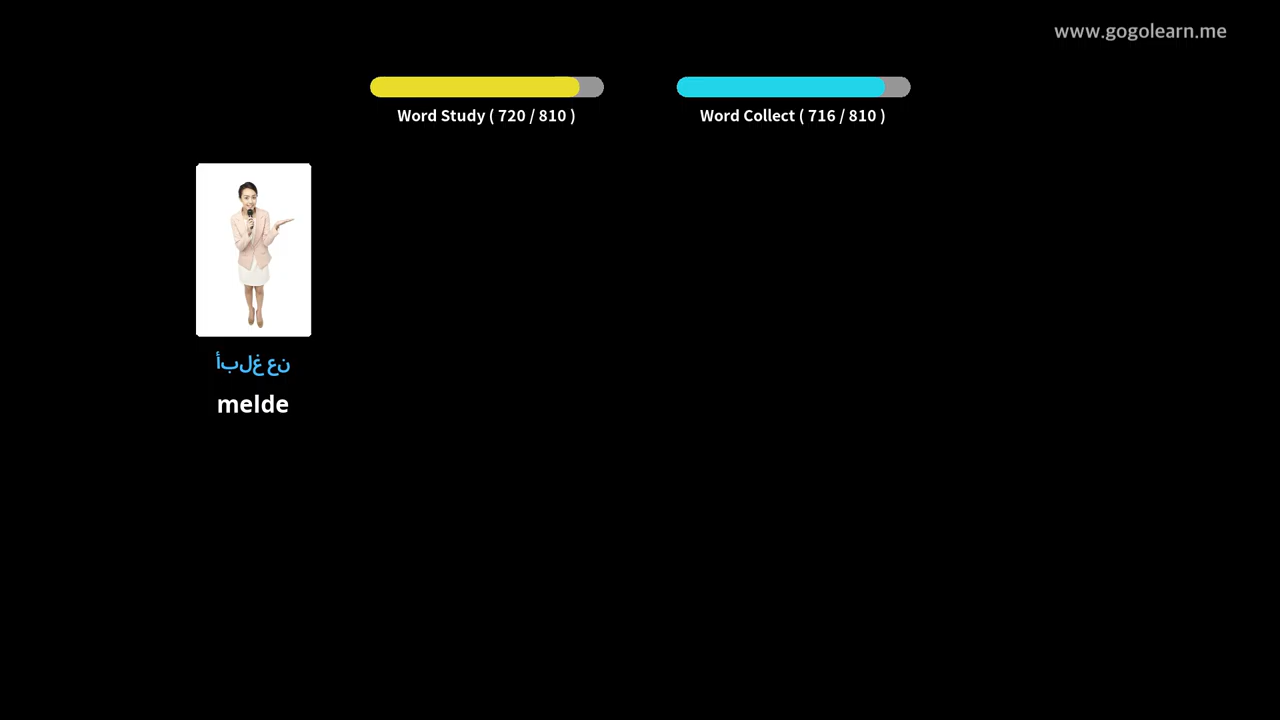 www.gogolearn.me
Word Study ( 720 / 810 )
Word Collect ( 716 / 810 )
أبلغ عن
melde